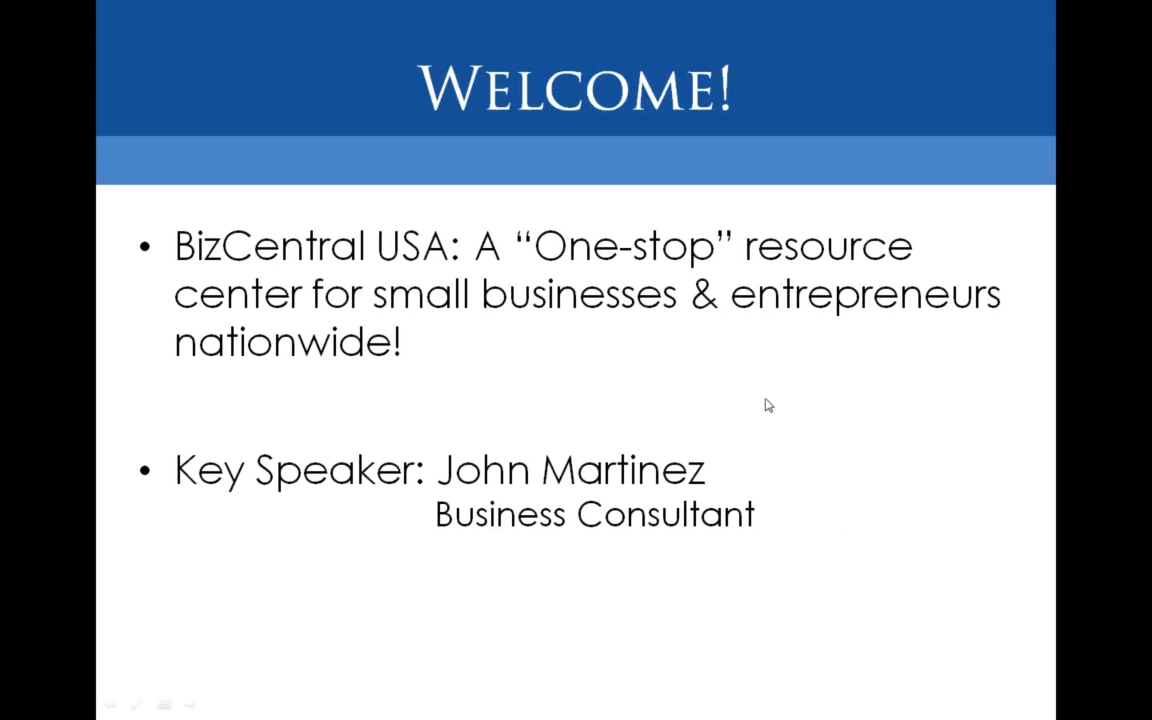 WELCOME!
• BizCentral USA: A “One-stop” resource
center for small businesses & entrepreneurs
nationwide!
• Key Speaker: John Martinez
Business Consultant